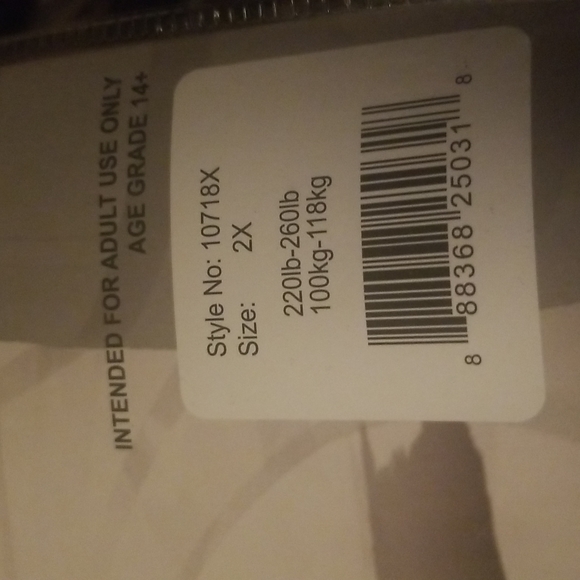 INTENDED FOR ADULT USE ONLY
AGE GRADE 14+
Style No: 10718X
Size: 2X
220lb-260lb
100kg-118kg
8 88368 25031 8